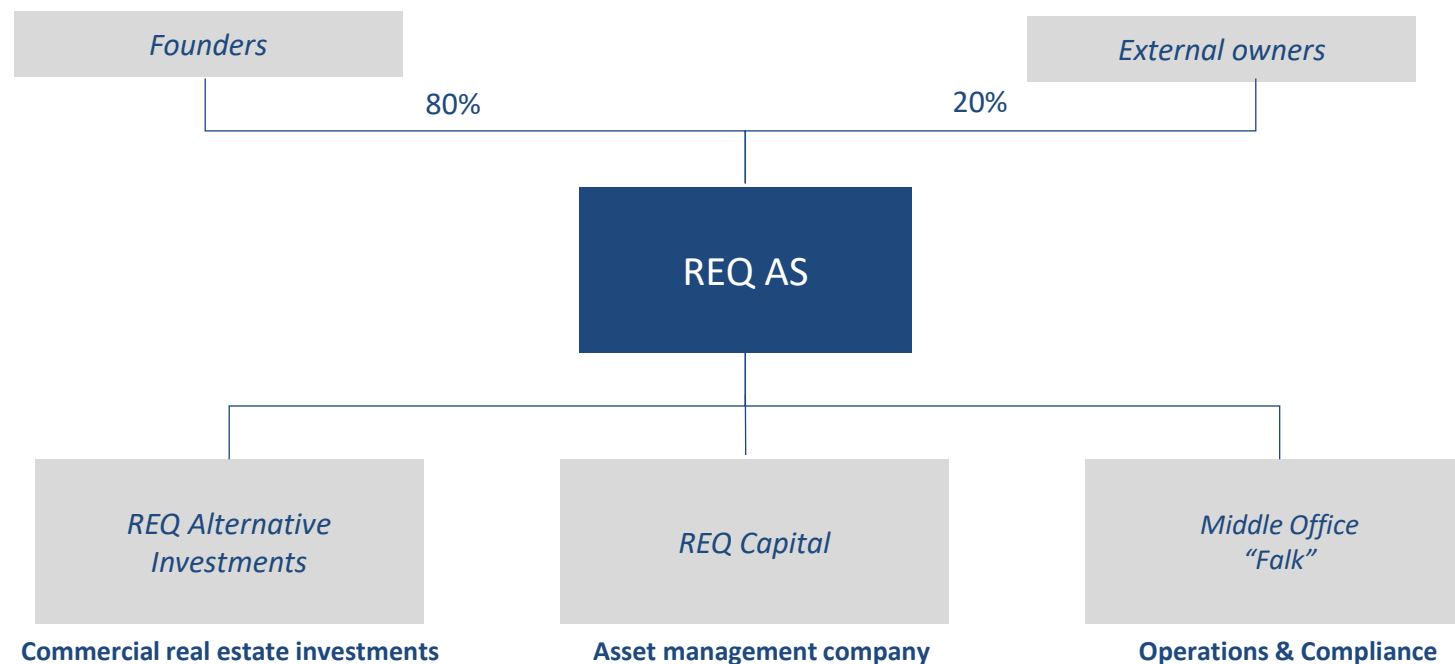 Founders
External owners
80%
20%
REQ AS
REQ Alternative
Investments
REQ Capital
Middle Office
“Falk”
Commercial real estate investments
Asset management company
Operations & Compliance